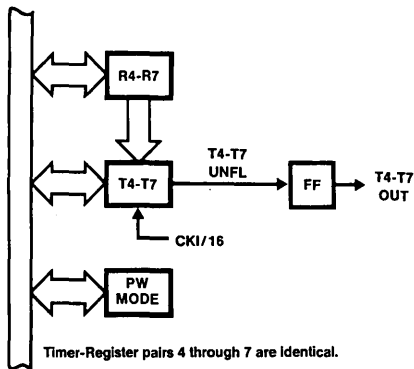 R4-R7
T4-T7
T4-T7
UNFL
FF
T4-T7
OUT
CKI/16
PW
MODE
Timer-Register pairs 4 through 7 are identical.